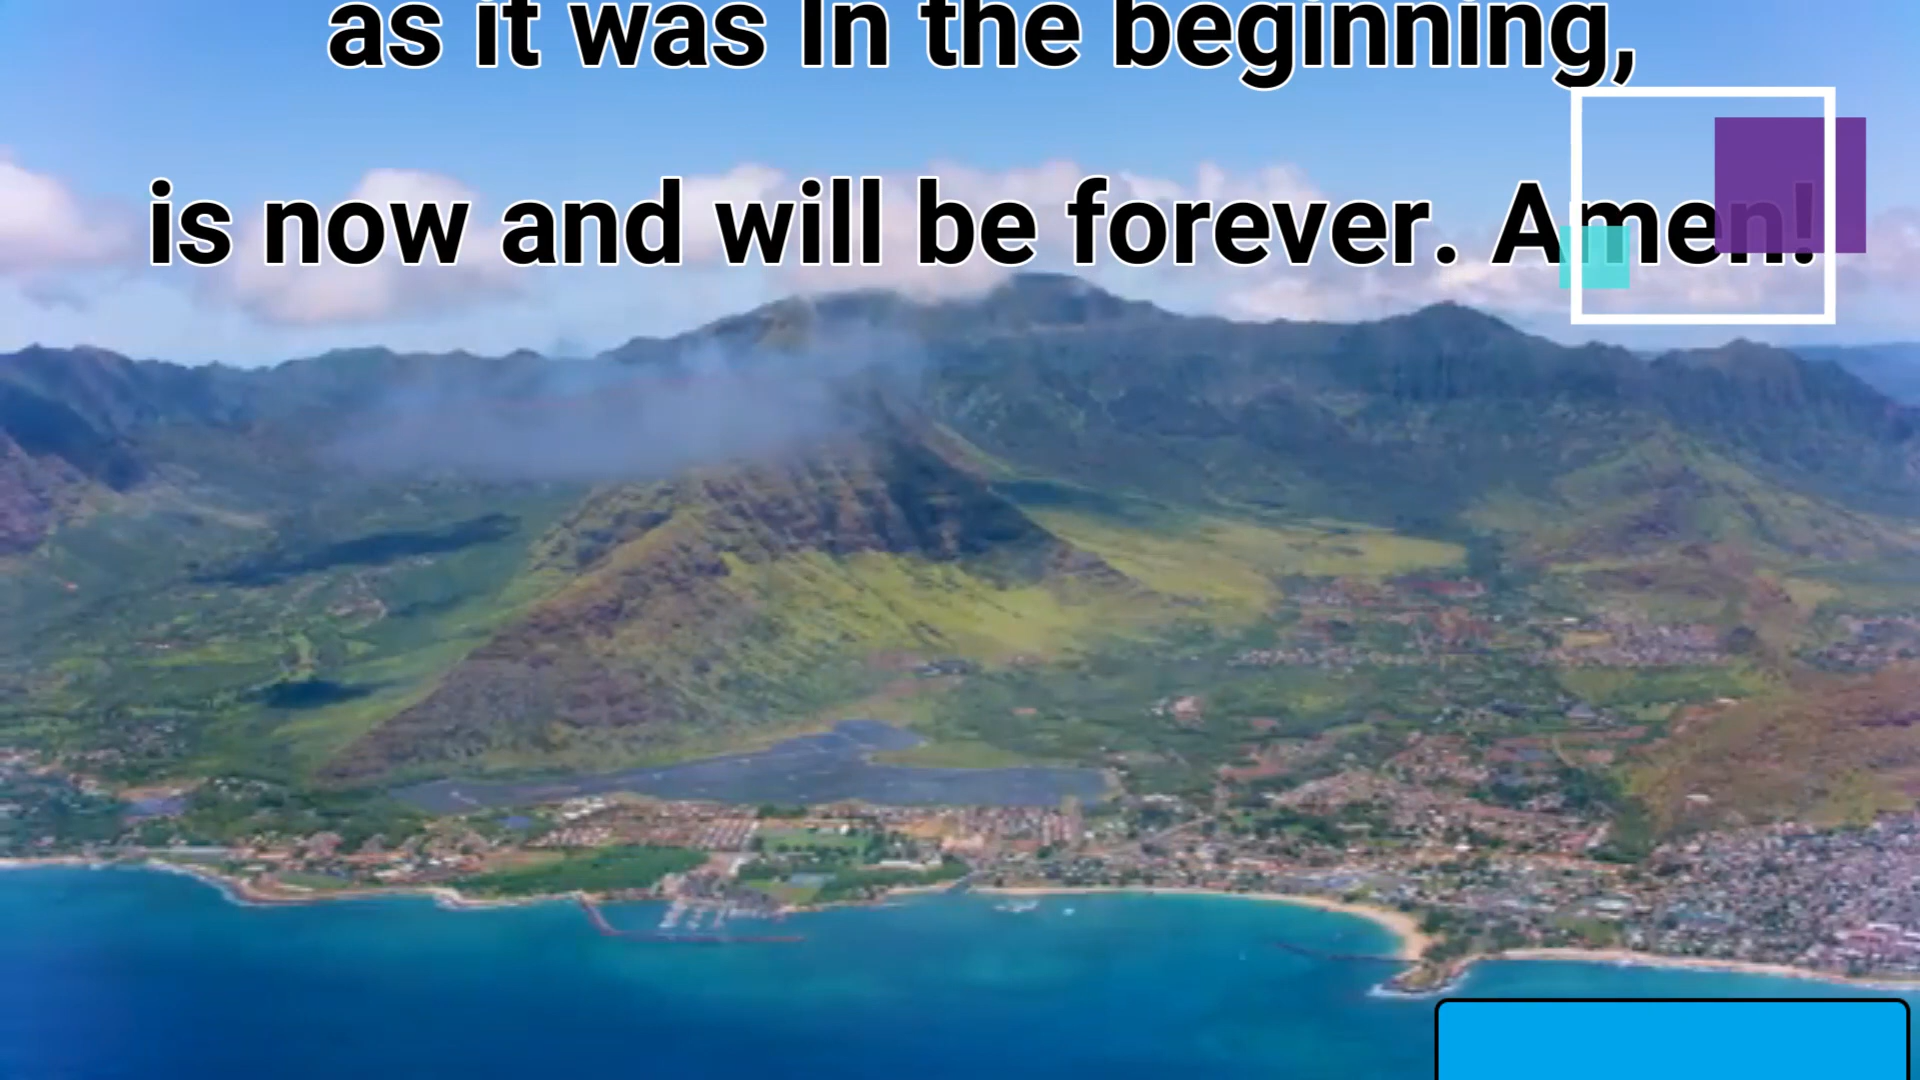 as it was In the beginning,
is now and will be forever. Amen!